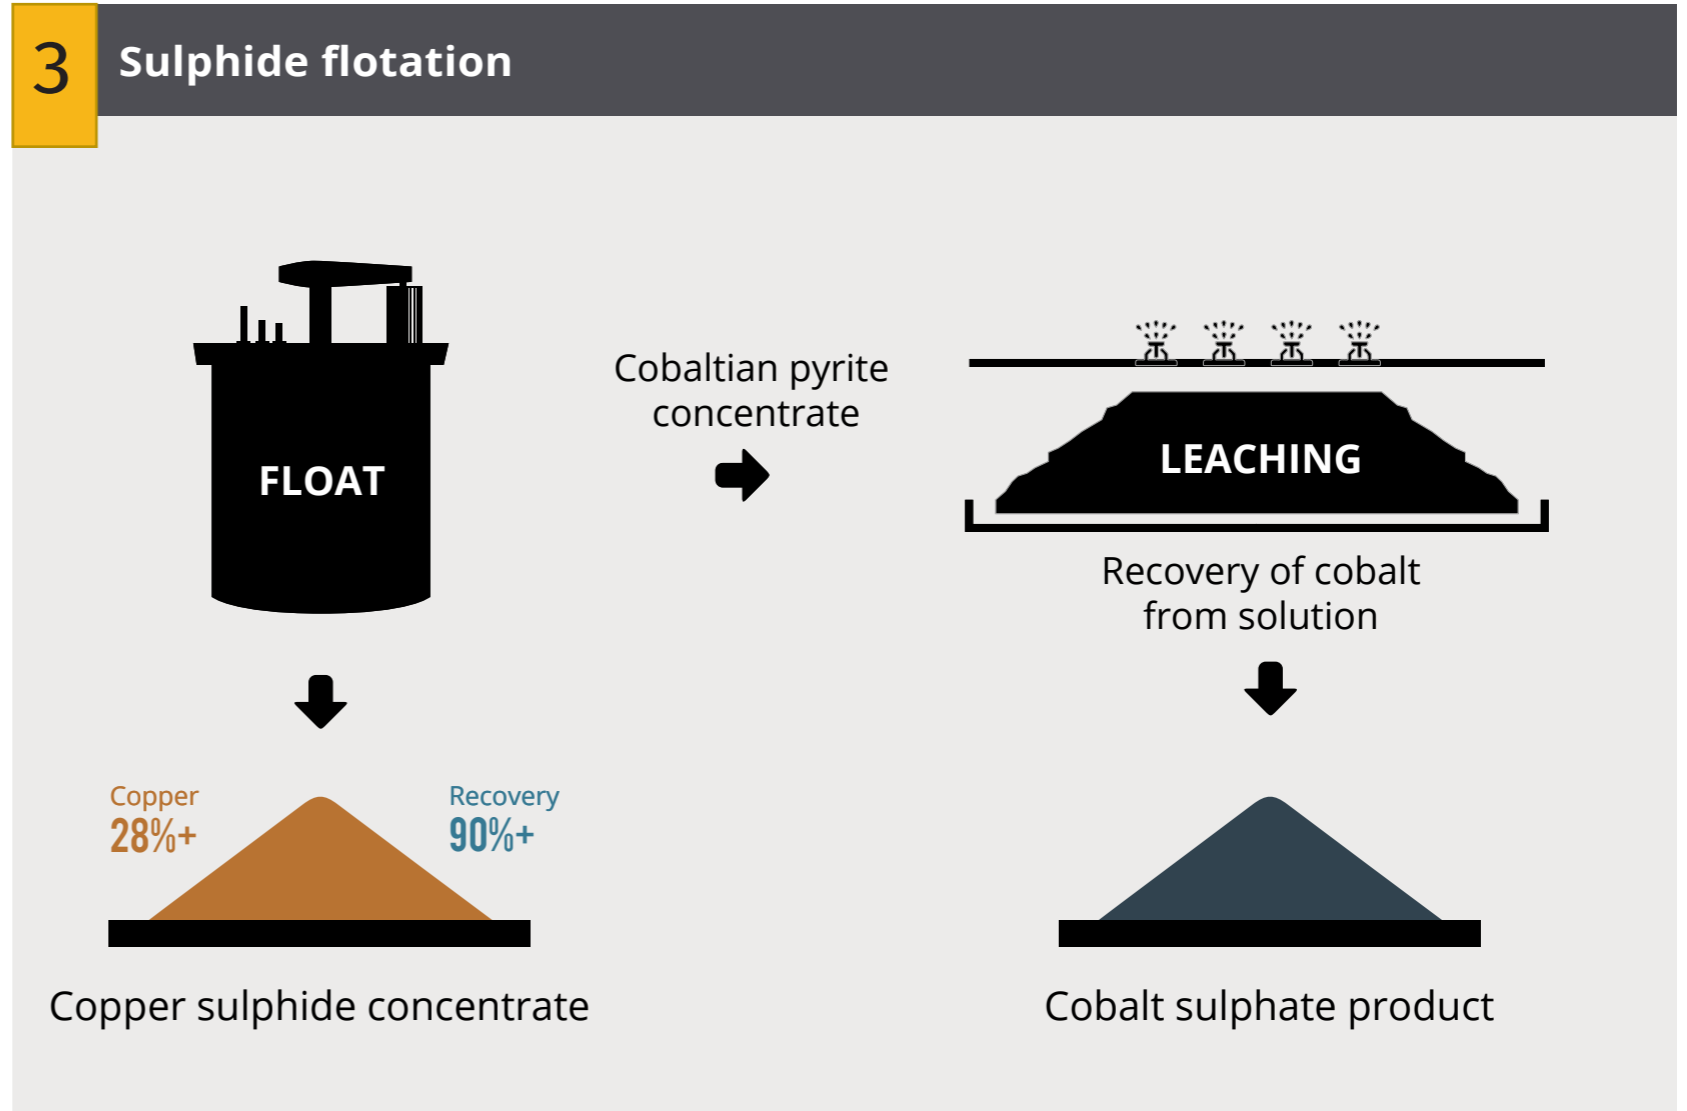 3
Sulphide flotation
FLOAT
Cobaltian pyrite
concentrate
LEACHING
Recovery of cobalt
from solution
Copper
28%+
Recovery
90%+
Copper sulphide concentrate
Cobalt sulphate product